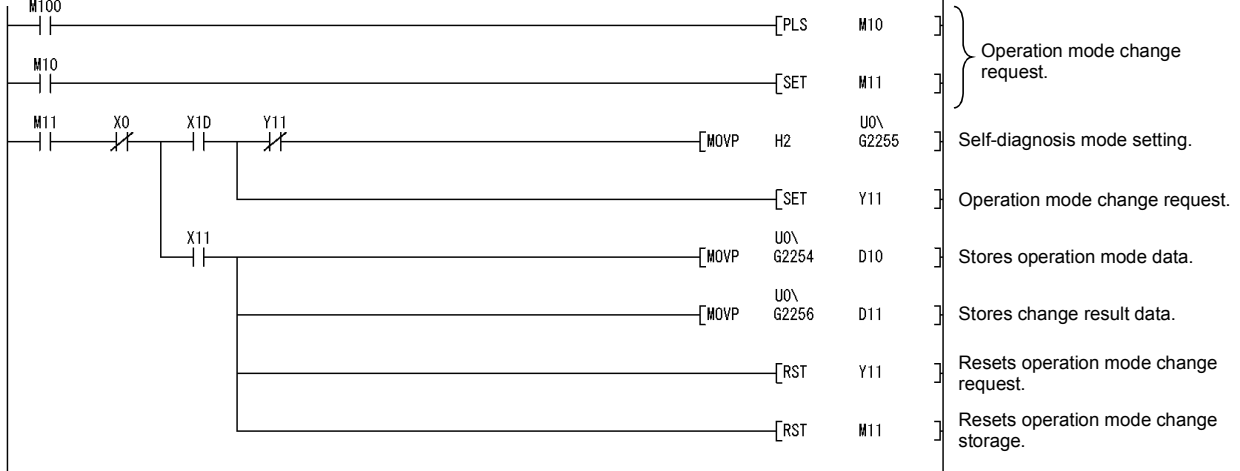 M100
[PLS M10 ]
Operation mode change
request.
M10
[SET M11 ]
M11 X0 X1D Y11
[MOVP H2 U0\
G2255 ]
Self-diagnosis mode setting.
[SET Y11 ]
Operation mode change request.
X11
[MOVP U0\
G2254 D10 ]
Stores operation mode data.
[MOVP U0\
G2256 D11 ]
Stores change result data.
[RST Y11 ]
Resets operation mode change
request.
[RST M11 ]
Resets operation mode change
storage.